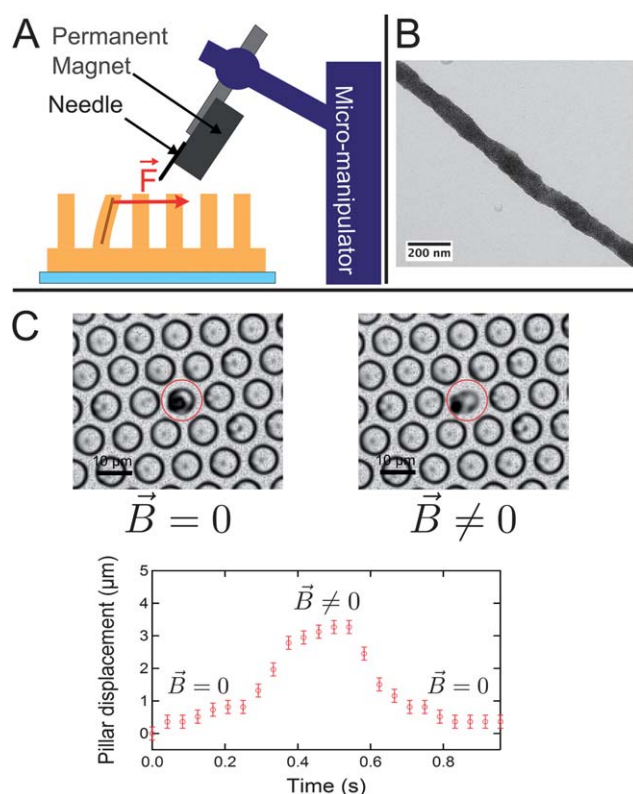 A
Permanent
Magnet
Needle
F
Micro-manipulator
B
200 nm
C
10 μm
10 μm
B = 0
B ≠ 0
Pillar displacement (μm)
5
4
3
2
1
0
B = 0
B ≠ 0
B = 0
0.0
0.2
0.4
0.6
0.8
Time (s)